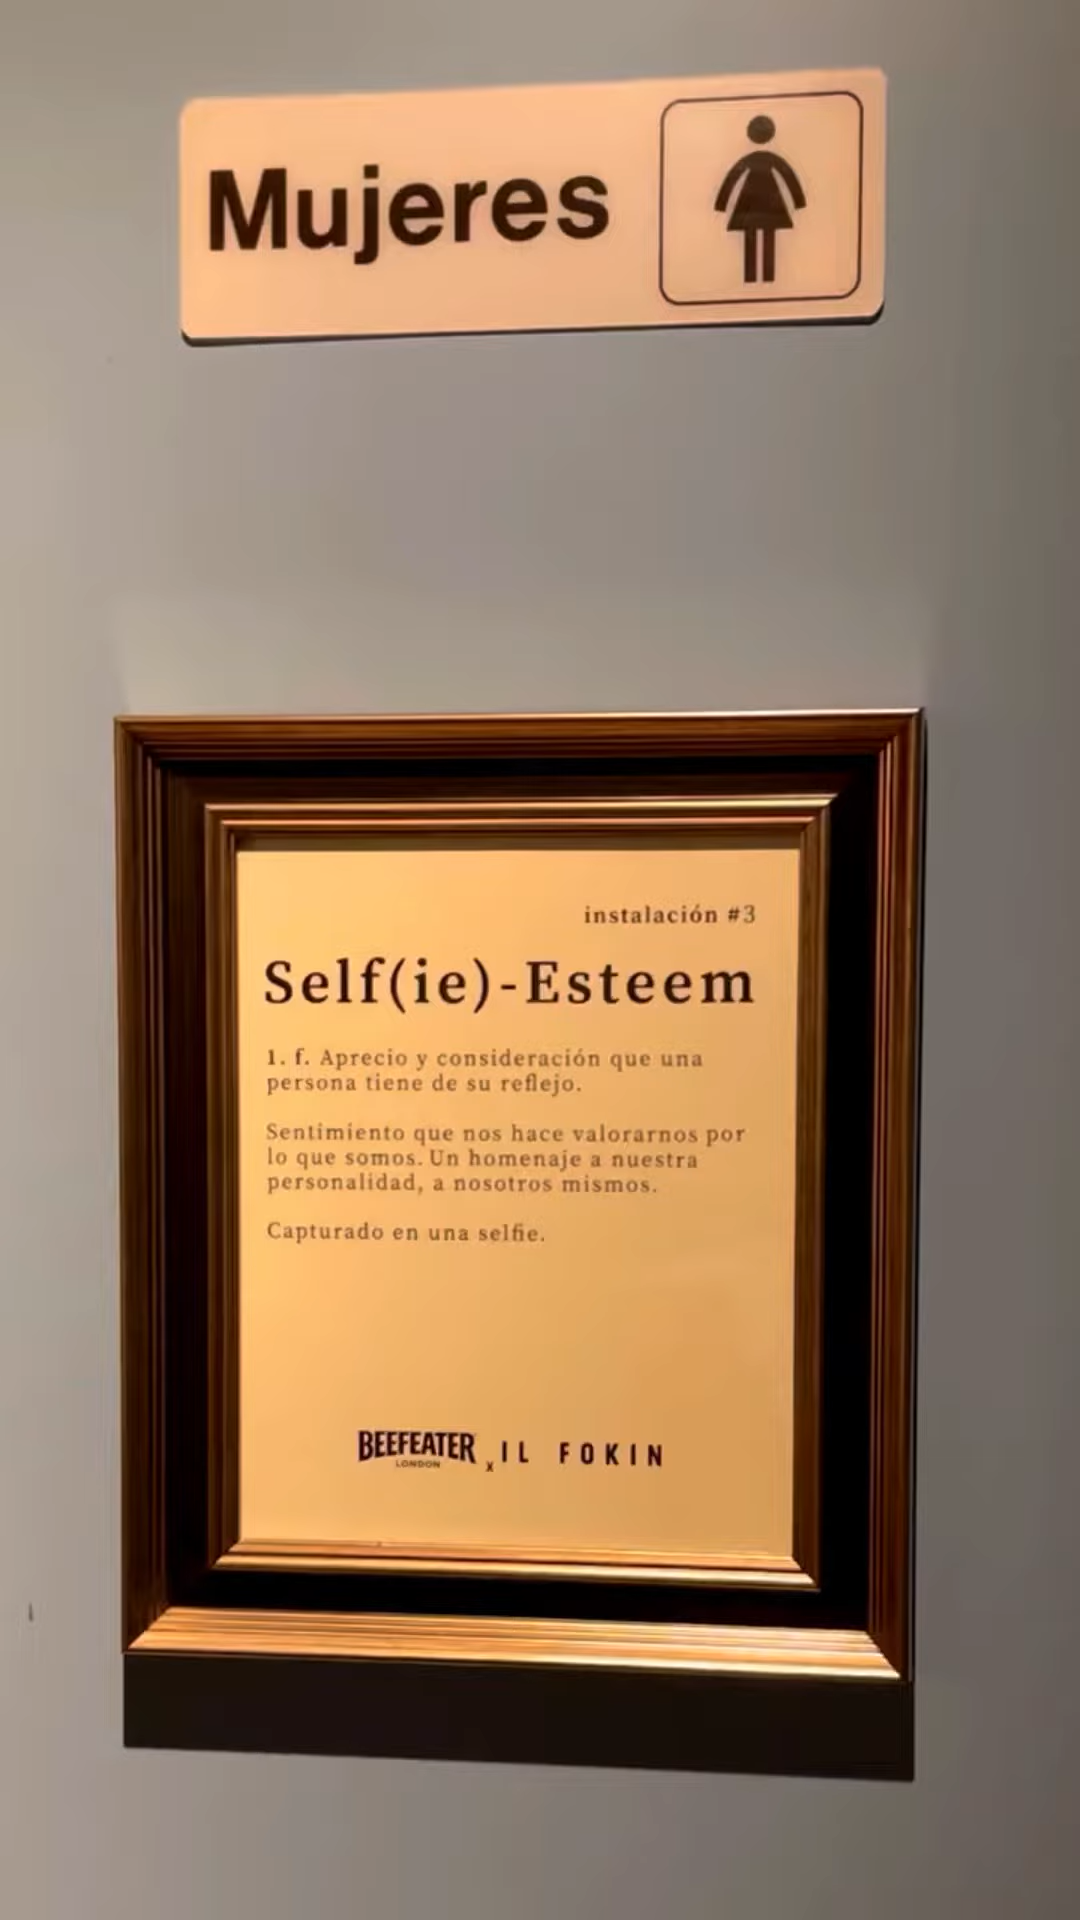 Mujeres
instalación #3
Self(ie)-Esteem
1. f. Aprecio y consideración que una
persona tiene de su reflejo.
Sentimiento que nos hace valorarnos por
lo que somos. Un homenaje a nuestra
personalidad, a nosotros mismos.
Capturado en una selfie.
BEEFEATER x IL FOKIN
LONDON